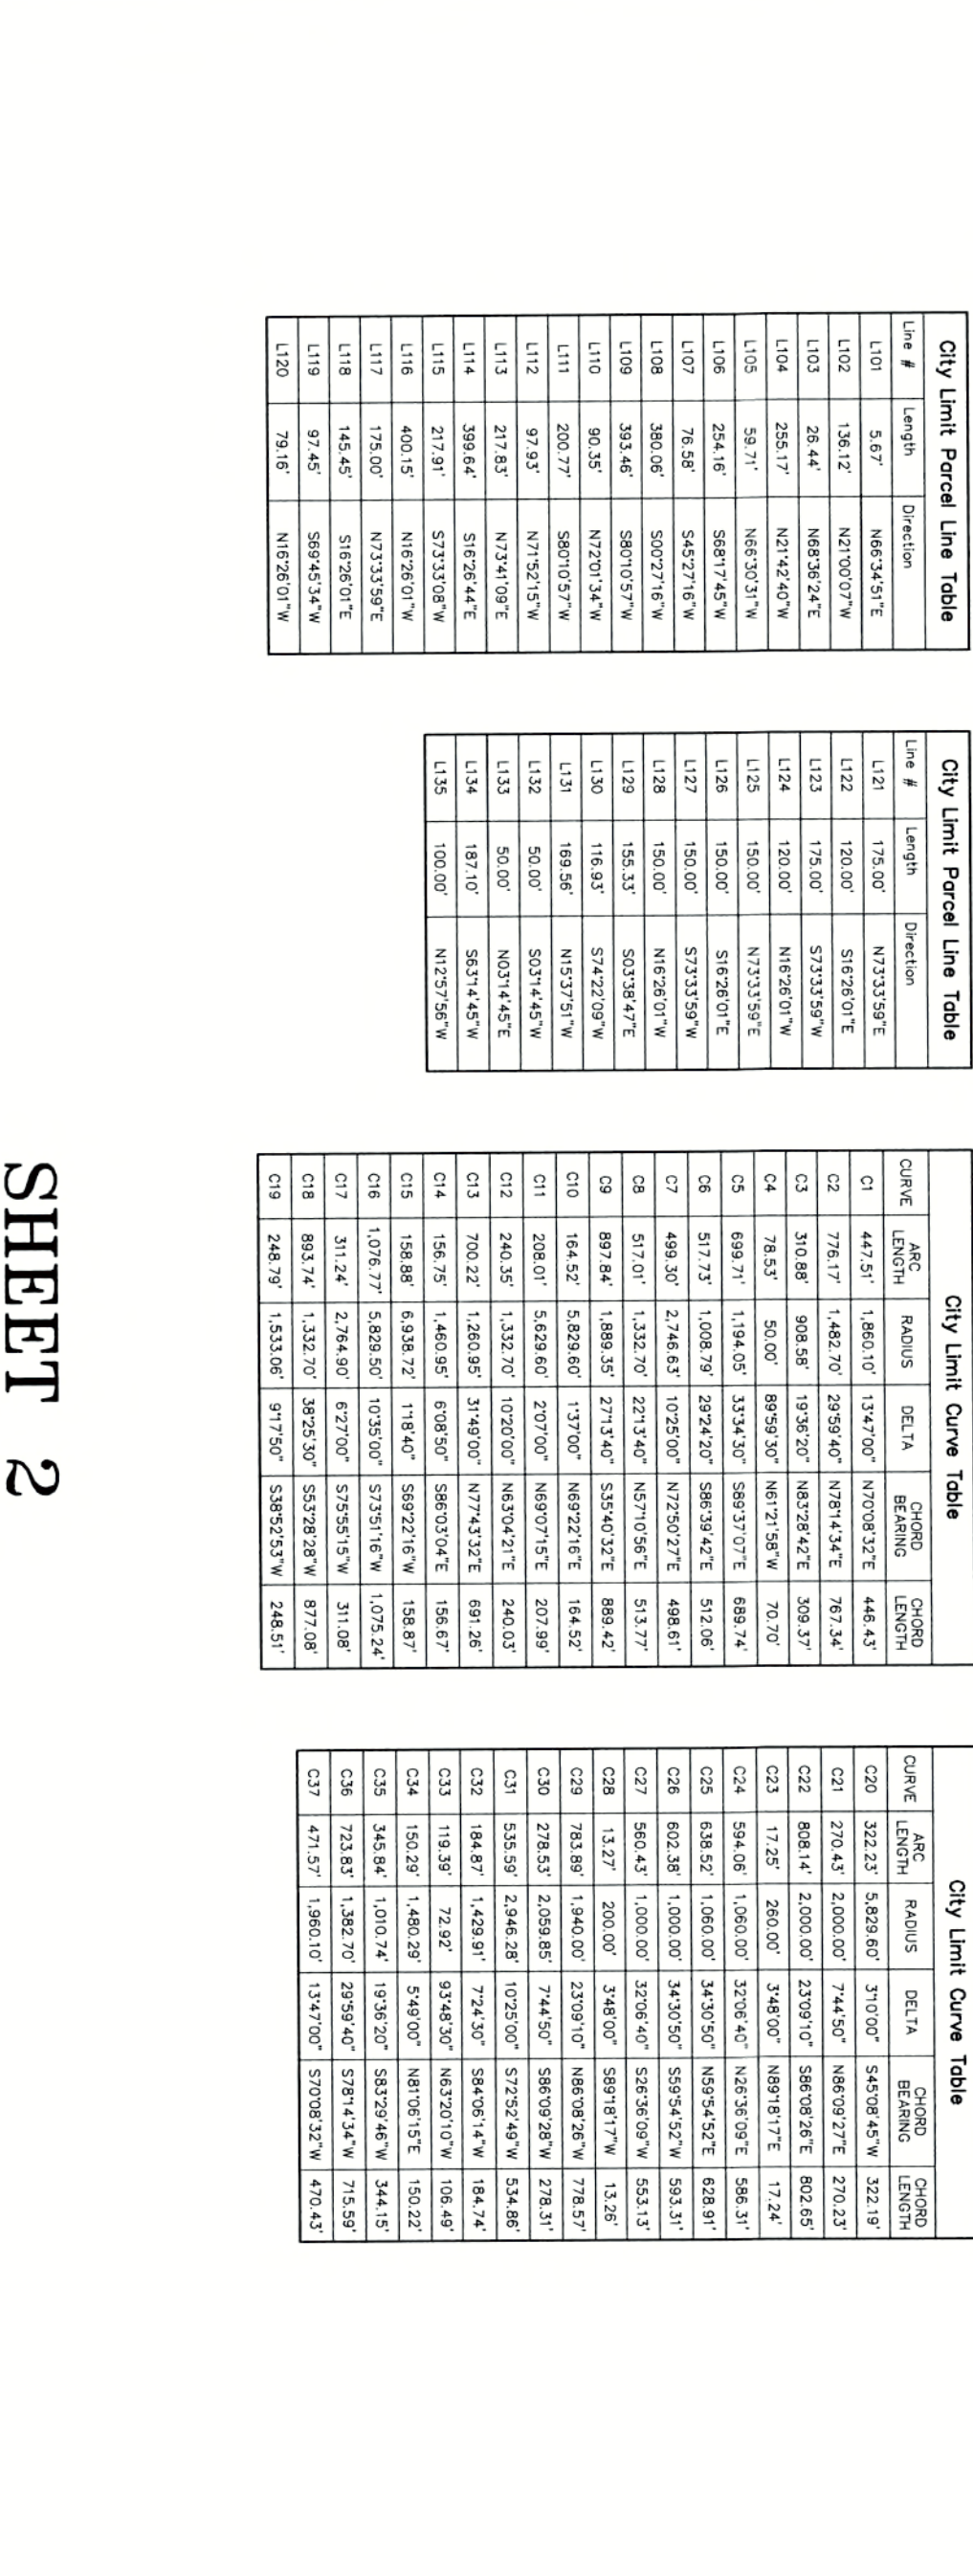 City Limit Parcel Line Table
Line # Length Direction
L101 5.67' N66°34'51"E
L102 136.12' N21°00'07"W
L103 26.44' N68°36'24"E
L104 255.17' N21°42'40"W
L105 59.71' N66°30'31"W
L106 254.16' S68°17'45"W
L107 76.58' S45°27'16"W
L108 380.06' S00°27'16"W
L109 393.46' S80°10'57"W
L110 90.35' N72°01'34"W
L111 200.77' S80°10'57"W
L112 97.93' N71°52'15"W
L113 217.83' N73°41'09"E
L114 399.64' S16°26'44"E
L115 217.91' S73°33'08"W
L116 400.15' N16°26'01"W
L117 175.00' N73°33'59"E
L118 145.45' S16°26'01"E
L119 97.45' S69°45'34"W
L120 79.16' N16°26'01"W
City Limit Parcel Line Table
Line # Length Direction
L121 175.00' N73°33'59"E
L122 120.00' S16°26'01"E
L123 175.00' S73°33'59"W
L124 120.00' N16°26'01"W
L125 150.00' N73°33'59"E
L126 150.00' S16°26'01"E
L127 150.00' S73°33'59"W
L128 150.00' N16°26'01"W
L129 155.33' S03°38'47"E
L130 116.93' S74°22'09"W
L131 169.56' N15°37'51"W
L132 50.00' S03°14'45"W
L133 50.00' N03°14'45"E
L134 187.10' S63°14'45"W
L135 100.00' N12°57'56"W
City Limit Curve Table
CURVE ARC LENGTH RADIUS DELTA CHORD BEARING CHORD LENGTH
C1 447.51' 1,860.10' 13°47'00" N70°08'32"E 446.43'
C2 776.17' 1,482.70' 29°59'40" N78°14'34"E 767.34'
C3 310.88' 908.58' 19°36'20" N83°28'42"E 309.37'
C4 78.53' 50.00' 89°59'30" N61°21'58"W 70.70'
C5 699.71' 1,194.05' 33°34'30" S89°37'07"E 689.74'
C6 517.73' 1,008.79' 29°24'20" S86°39'42"E 512.06'
C7 499.30' 2,746.63' 10°25'00" N72°50'27"E 498.61'
C8 517.01' 1,332.70' 22°13'40" N57°10'56"E 513.77'
C9 897.84' 1,889.35' 27°13'40" S35°40'32"E 889.42'
C10 164.52' 5,829.60' 1°37'00" N69°22'16"E 164.52'
C11 208.01' 5,629.60' 2°07'00" N69°07'15"E 207.99'
C12 240.35' 1,332.70' 10°20'00" N63°04'21"E 240.03'
C13 700.22' 1,260.95' 31°49'00" N77°43'32"E 691.26'
C14 156.75' 1,460.95' 6°08'50" S86°03'04"E 156.67'
C15 158.88' 6,938.72' 1°18'40" S69°22'16"W 158.87'
C16 1,076.77' 5,829.50' 10°35'00" S73°51'16"W 1,075.24'
C17 311.24' 2,764.90' 6°27'00" S75°55'15"W 311.08'
C18 893.74' 1,332.70' 38°25'30" S53°28'28"W 877.08'
C19 248.79' 1,533.06' 9°17'50" S38°52'53"W 248.51'
City Limit Curve Table
CURVE ARC LENGTH RADIUS DELTA CHORD BEARING CHORD LENGTH
C20 322.23' 5,829.60' 3°10'00" S45°08'45"W 322.19'
C21 270.43' 2,000.00' 7°44'50" N86°09'27"E 270.23'
C22 808.14' 2,000.00' 23°09'10" S86°08'26"E 802.65'
C23 17.25' 260.00' 3°48'00" N89°18'17"E 17.24'
C24 594.06' 1,060.00' 32°06'40" N26°36'09"E 586.31'
C25 638.52' 1,060.00' 34°30'50" N59°54'52"E 628.91'
C26 602.38' 1,000.00' 34°30'50" S59°54'52"W 593.31'
C27 560.43' 1,000.00' 32°06'40" S26°36'09"W 553.13'
C28 13.27' 200.00' 3°48'00" S89°18'17"W 13.26'
C29 783.89' 1,940.00' 23°09'10" N86°08'26"W 778.57'
C30 278.53' 2,059.85' 7°44'50" S86°09'28"W 278.31'
C31 535.59' 2,946.28' 10°25'00" S72°52'49"W 534.86'
C32 184.87' 1,429.91' 7°24'30" S84°06'14"W 184.74'
C33 119.39' 72.92' 93°48'30" N63°20'10"W 106.49'
C34 150.29' 1,480.29' 5°49'00" N81°06'15"E 150.22'
C35 345.84' 1,010.74' 19°36'20" S83°29'46"W 344.15'
C36 723.83' 1,382.70' 29°59'40" S78°14'34"W 715.59'
C37 471.57' 1,960.10' 13°47'00" S70°08'32"W 470.43'
SHEET 2